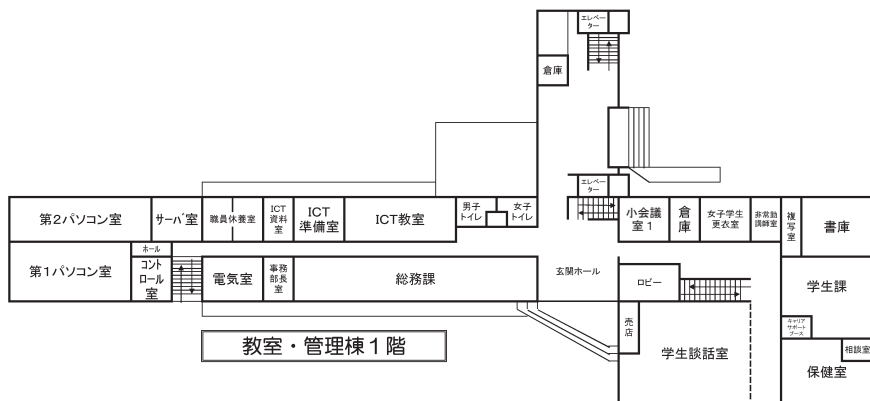 エレベー
ター
倉庫
エレベー
ター
第2パソコン室
サーバ室
職員休養室
ICT
資料
室
ICT
準備室
ICT教室
男子
トイレ
女子
トイレ
小会議
室1
倉
庫
女子学生
更衣室
非常勤
講師室
複
写
室
書庫
ホール
第1パソコン室
コント
ロール
室
電気室
事務
部長
室
総務課
玄関ホール
ロビー
学生課
売
店
キャリア
サポート
ブース
学生談話室
相談室
保健室
教室・管理棟1階